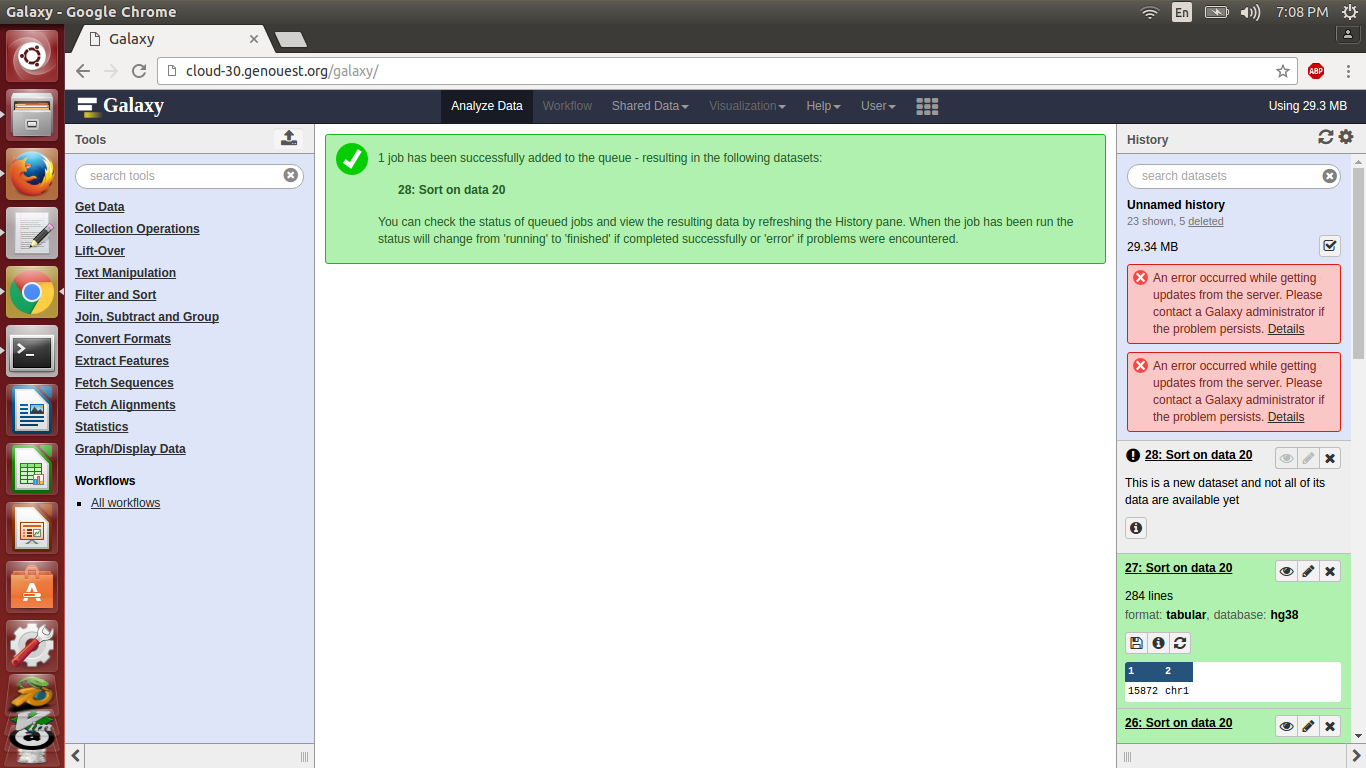 Galaxy - Google Chrome
En
7:08 PM
Galaxy
cloud-30.genouest.org/galaxy/
ABP
Galaxy
Analyze Data
Workflow
Shared Data
Visualization
Help
User
Using 29.3 MB
Tools
search tools
Get Data
Collection Operations
Lift-Over
Text Manipulation
Filter and Sort
Join, Subtract and Group
Convert Formats
Extract Features
Fetch Sequences
Fetch Alignments
Statistics
Graph/Display Data
Workflows
All workflows
1 job has been successfully added to the queue - resulting in the following datasets:
28: Sort on data 20
You can check the status of queued jobs and view the resulting data by refreshing the History pane. When the job has been run the
status will change from 'running' to 'finished' if completed successfully or 'error' if problems were encountered.
History
search datasets
Unnamed history
23 shown, 5 deleted
29.34 MB
An error occurred while getting
updates from the server. Please
contact a Galaxy administrator if
the problem persists. Details
An error occurred while getting
updates from the server. Please
contact a Galaxy administrator if
the problem persists. Details
28: Sort on data 20
This is a new dataset and not all of its
data are available yet
27: Sort on data 20
284 lines
format: tabular, database: hg38
1 2
15872 chr1
26: Sort on data 20